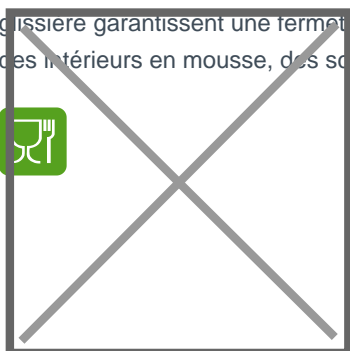 glissière garantissent une fermet
des intérieurs en mousse, des so